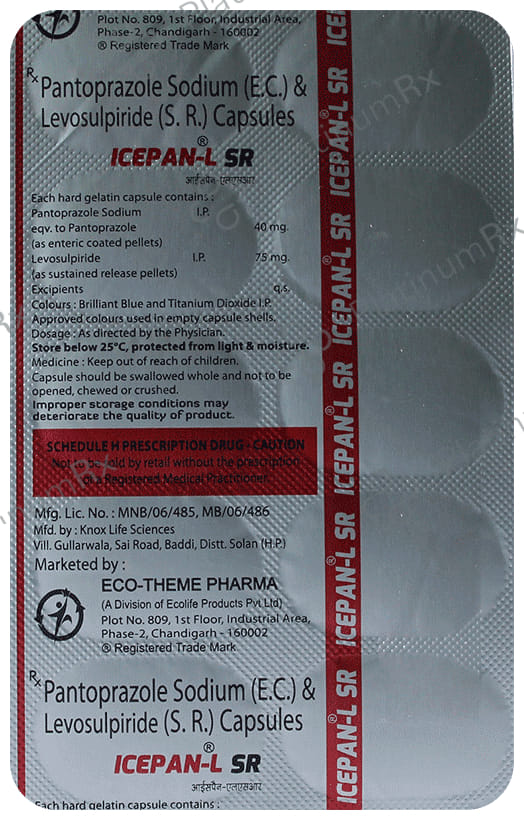 Plot No. 809, 1st Floor, Industrial Area,
Phase-2, Chandigarh - 160002
® Registered Trade Mark
Rx Pantoprazole Sodium (E.C.) &
Levosulpiride (S. R.) Capsules
ICEPAN-L® SR
आईसपैन-एलएसआर
Each hard gelatin capsule contains :
Pantoprazole Sodium I.P.
eqv. to Pantoprazole 40 mg.
(as enteric coated pellets)
Levosulpiride I.P. 75 mg.
(as sustained release pellets)
Excipients q.s.
Colours : Brilliant Blue and Titanium Dioxide I.P.
Approved colours used in empty capsule shells.
Dosage : As directed by the Physician.
Store below 25°C, protected from light & moisture.
Medicine : Keep out of reach of children.
Capsule should be swallowed whole and not to be
opened, chewed or crushed.
Improper storage conditions may
deteriorate the quality of product.
SCHEDULE H PRESCRIPTION DRUG - CAUTION
Not to be sold by retail without the prescription
of a Registered Medical Practitioner.
Mfg. Lic. No. : MNB/06/485, MB/06/486
Mfd. by : Knox Life Sciences
Vill. Gullarwala, Sai Road, Baddi, Distt. Solan (H.P.)
Marketed by :
ECO-THEME PHARMA
(A Division of Ecolife Products Pvt Ltd)
Plot No. 809, 1st Floor, Industrial Area,
Phase-2, Chandigarh - 160002
® Registered Trade Mark
Rx Pantoprazole Sodium (E.C.) &
Levosulpiride (S. R.) Capsules
ICEPAN-L® SR
आईसपैन-एलएसआर
Each hard gelatin capsule contains :
ICE
ICEPAN-L® SR
ICEPAN-L® SR
ICEPAN-L® SR
ICEPAN-L® SR
ICEPAN-L® SR